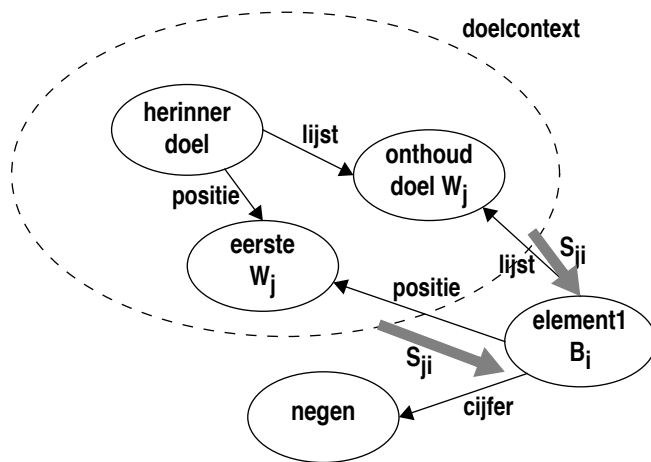 doelcontext
herinner
doel
lijst
onthoud
doel Wj
positie
eerste
Wj
Sji
lijst
positie
element1
Bi
Sji
negen
cijfer